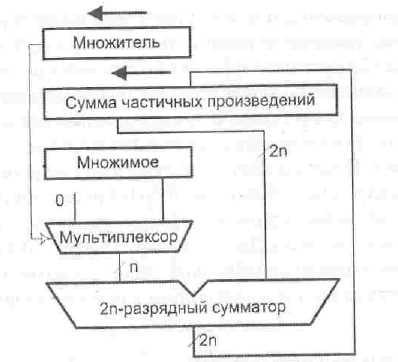 Множитель
Сумма частичных произведений
2n
Множимое
0
Мультиплексор
n
2n-разрядный сумматор
2n